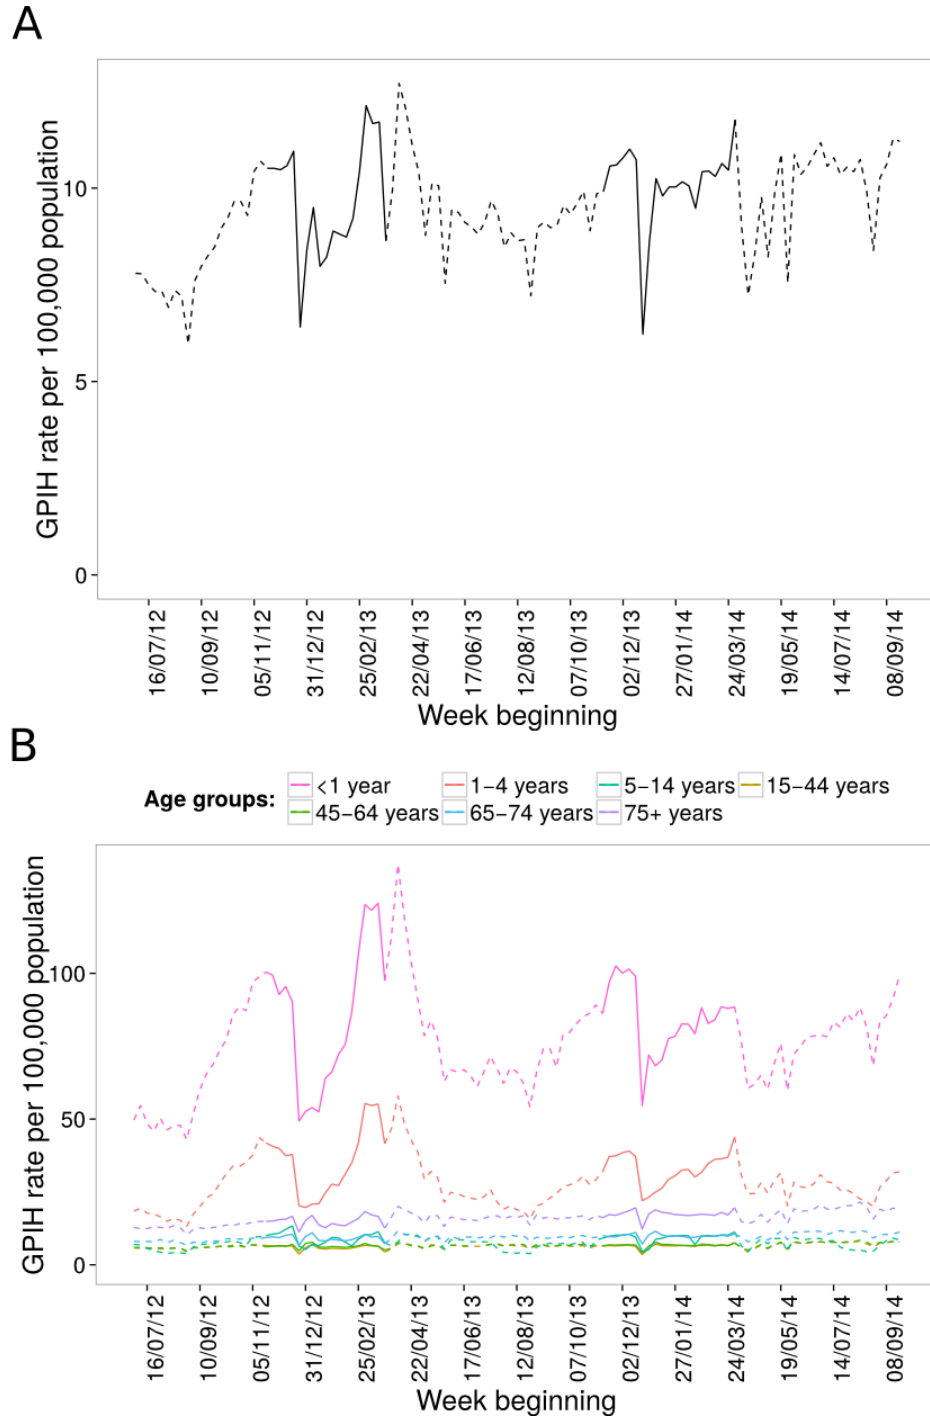 A
GPIH rate per 100,000 population
10
5
0
16/07/12
10/09/12
05/11/12
31/12/12
25/02/13
22/04/13
17/06/13
12/08/13
07/10/13
02/12/13
27/01/14
24/03/14
19/05/14
14/07/14
08/09/14
Week beginning
B
Age groups:
<1 year
1−4 years
5−14 years
15−44 years
45−64 years
65−74 years
75+ years
GPIH rate per 100,000 population
100
50
0
16/07/12
10/09/12
05/11/12
31/12/12
25/02/13
22/04/13
17/06/13
12/08/13
07/10/13
02/12/13
27/01/14
24/03/14
19/05/14
14/07/14
08/09/14
Week beginning